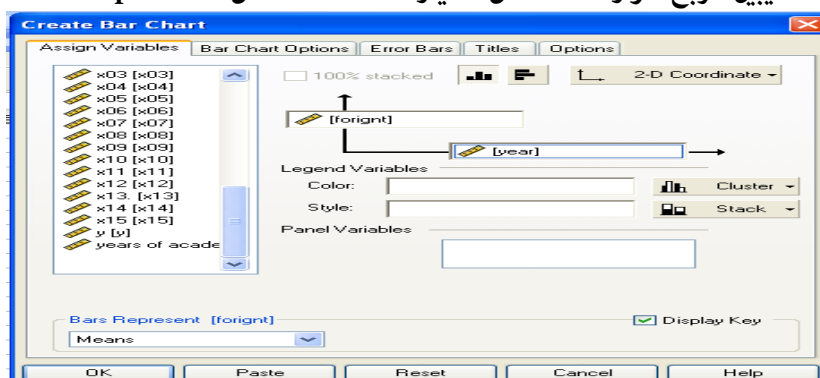 Create Bar Chart
Assign Variables Bar Chart Options Error Bars Titles Options
x03 [x03]
x04 [x04]
x05 [x05]
x06 [x06]
x07 [x07]
x08 [x08]
x09 [x09]
x10 [x10]
x11 [x11]
x12 [x12]
x13. [x13]
x14 [x14]
x15 [x15]
y [y]
years of acade
100% stacked
2-D Coordinate
[forignt]
[year]
Legend Variables
Color:
Cluster
Style:
Stack
Panel Variables
Bars Represent [forignt]
Display Key
Means
OK Paste Reset Cancel Help